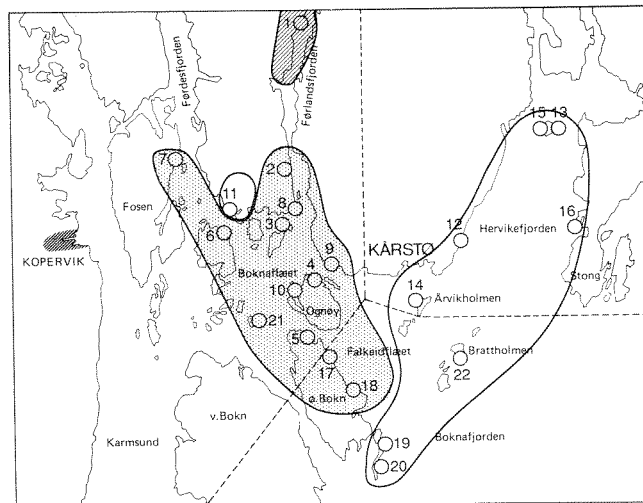 1
Førdesfjorden
Førlandsfjorden
15 13
7
2
11
Fosen
8
3
6
12
Hervikefjorden
16
KÅRSTØ
9
KOPERVIK
Boknaflæet
4
10
14
Årvikholmen
Stong
Ognøy
21
5
Falkeidflæet
Brattholmen
17
22
18
ø.Bokn
v.Bokn
Karmsund
19
Boknafjorden
20